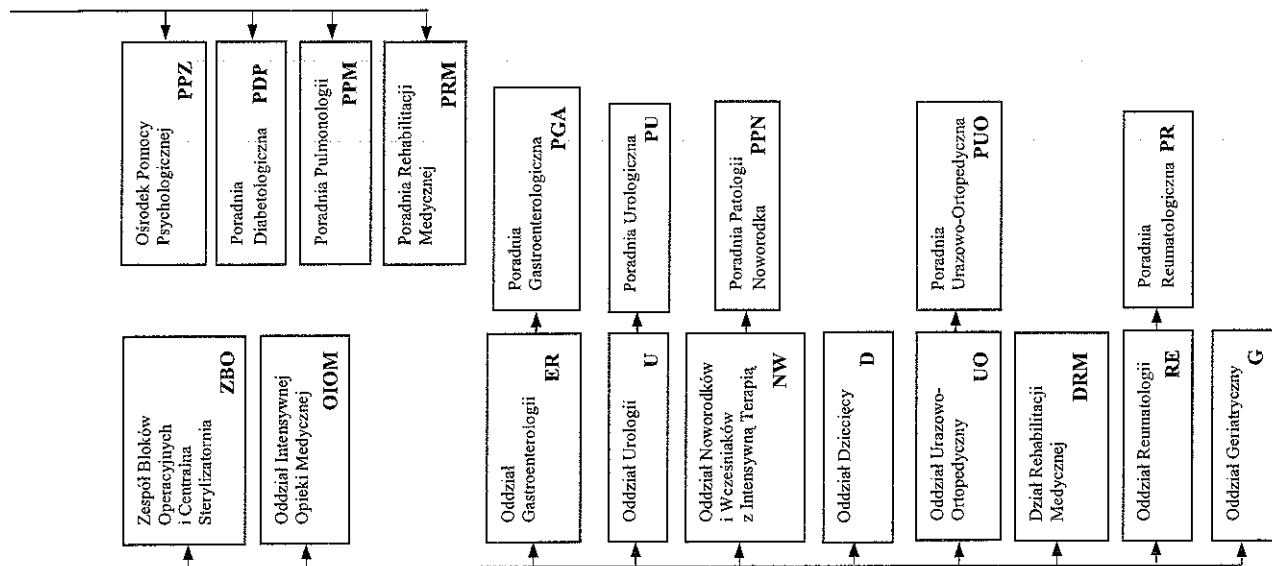 Ośrodek Pomocy
Psychologicznej
PPZ
Poradnia
Diabetologiczna
PDP
Poradnia Pulmonologii
PPM
Poradnia Rehabilitacji
Medycznej
PRM
Poradnia
Gastroenterologiczna
PGA
Poradnia Urologiczna
PU
Poradnia Patologii
Noworodka
PPN
Poradnia
Urazowo-Ortopedyczna
PUO
Poradnia
Reumatologiczna PR
Zespół Bloków
Operacyjnych
i Centralna
Sterylizatornia
ZBO
Oddział Intensywnej
Opieki Medycznej
OIOM
Oddział
Gastroenterologii
ER
Oddział Urologii
U
Oddział Noworodków
i Wcześniaków
z Intensywną Terapią
NW
Oddział Dziecięcy
D
Oddział Urazowo-
Ortopedyczny
UO
Dział Rehabilitacji
Medycznej
DRM
Oddział Reumatologii
RE
Oddział Geriatryczny
G